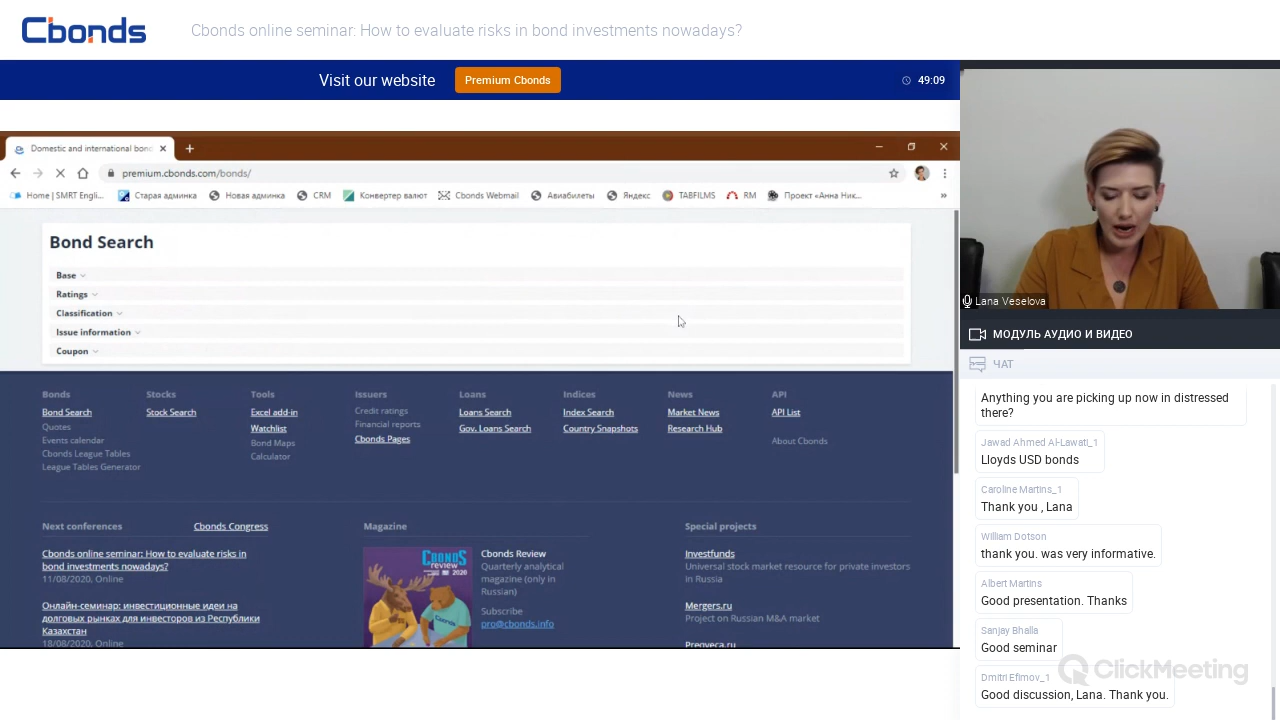 Cbonds
Cbonds online seminar: How to evaluate risks in bond investments nowadays?
Visit our website
Premium Cbonds
49:09
Domestic and international bond
premium.cbonds.com/bonds/
Home | SMRT Engli...
Старая админка
Новая админка
CRM
Конвертер валют
Cbonds Webmail
Авиабилеты
Яндекс
TABFILMS
RM
Проект «Анна Ник...
»
Bond Search
Base
Ratings
Classification
Issue information
Coupon
Bonds
Bond Search
Quotes
Events calendar
Cbonds League Tables
League Tables Generator
Stocks
Stock Search
Tools
Excel add-in
Watchlist
Bond Maps
Calculator
Issuers
Credit ratings
Financial reports
Cbonds Pages
Loans
Loans Search
Gov. Loans Search
Indices
Index Search
Country Snapshots
News
Market News
Research Hub
API
API List
About Cbonds
Next conferences
Cbonds Congress
Cbonds online seminar: How to evaluate risks in
bond investments nowadays?
11/08/2020, Online
Онлайн-семинар: инвестиционные идеи на
долговых рынках для инвесторов из Республики
Казахстан
18/08/2020, Online
Magazine
CBONDS
review
2020
Cbonds Review
Quarterly analytical
magazine (only in
Russian)
Subscribe
pro@cbonds.info
Special projects
Investfunds
Universal stock market resource for private investors
in Russia
Mergers.ru
Project on Russian M&A market
Preqveca.ru
Lana Veselova
МОДУЛЬ АУДИО И ВИДЕО
ЧАТ
Anything you are picking up now in distressed
there?
Jawad Ahmed Al-Lawati_1
Lloyds USD bonds
Caroline Martins_1
Thank you , Lana
William Dotson
thank you. was very informative.
Albert Martins
Good presentation. Thanks
Sanjay Bhalla
Good seminar
Dmitri Efimov_1
Good discussion, Lana. Thank you.
ClickMeeting